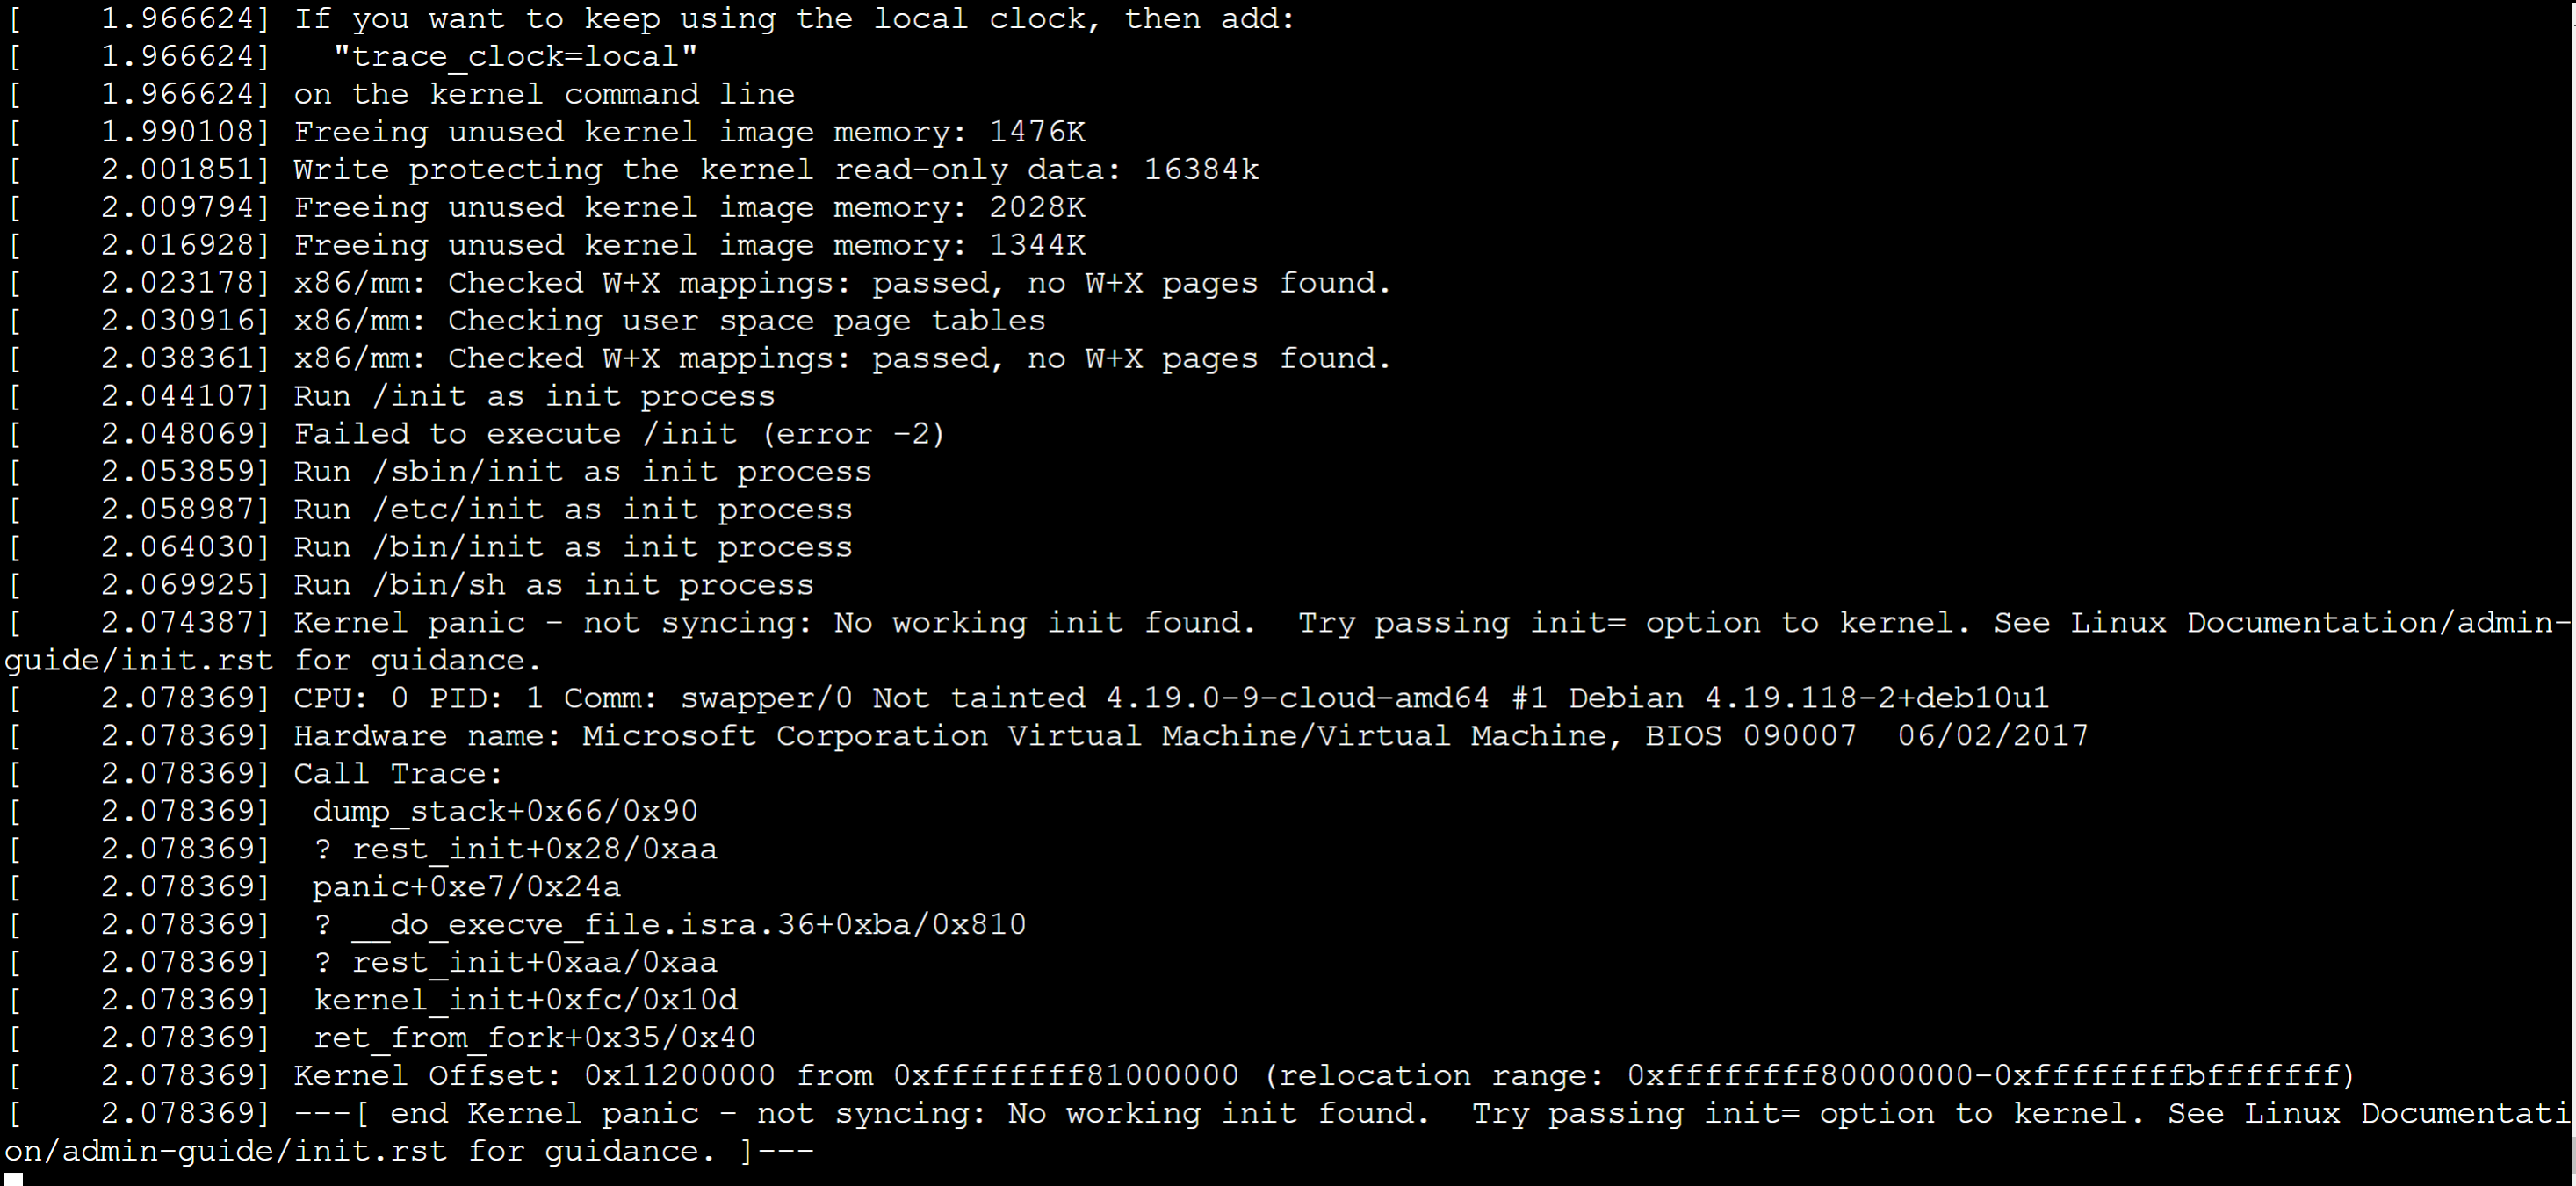 [    1.966624] If you want to keep using the local clock, then add:
[    1.966624]   "trace_clock=local"
[    1.966624] on the kernel command line
[    1.990108] Freeing unused kernel image memory: 1476K
[    2.001851] Write protecting the kernel read-only data: 16384k
[    2.009794] Freeing unused kernel image memory: 2028K
[    2.016928] Freeing unused kernel image memory: 1344K
[    2.023178] x86/mm: Checked W+X mappings: passed, no W+X pages found.
[    2.030916] x86/mm: Checking user space page tables
[    2.038361] x86/mm: Checked W+X mappings: passed, no W+X pages found.
[    2.044107] Run /init as init process
[    2.048069] Failed to execute /init (error -2)
[    2.053859] Run /sbin/init as init process
[    2.058987] Run /etc/init as init process
[    2.064030] Run /bin/init as init process
[    2.069925] Run /bin/sh as init process
[    2.074387] Kernel panic - not syncing: No working init found.  Try passing init= option to kernel. See Linux Documentation/admin-
guide/init.rst for guidance.
[    2.078369] CPU: 0 PID: 1 Comm: swapper/0 Not tainted 4.19.0-9-cloud-amd64 #1 Debian 4.19.118-2+deb10u1
[    2.078369] Hardware name: Microsoft Corporation Virtual Machine/Virtual Machine, BIOS 090007  06/02/2017
[    2.078369] Call Trace:
[    2.078369]  dump_stack+0x66/0x90
[    2.078369]  ? rest_init+0x28/0xaa
[    2.078369]  panic+0xe7/0x24a
[    2.078369]  ? __do_execve_file.isra.36+0xba/0x810
[    2.078369]  ? rest_init+0xaa/0xaa
[    2.078369]  kernel_init+0xfc/0x10d
[    2.078369]  ret_from_fork+0x35/0x40
[    2.078369] Kernel Offset: 0x11200000 from 0xffffffff81000000 (relocation range: 0xffffffff80000000-0xffffffffbfffffff)
[    2.078369] ---[ end Kernel panic - not syncing: No working init found.  Try passing init= option to kernel. See Linux Documentati
on/admin-guide/init.rst for guidance. ]---